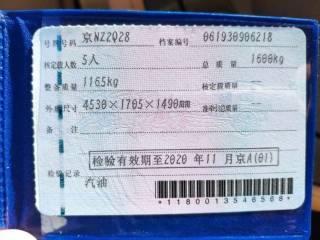 号牌号码 京NZ2Q28 档案编号 061930906218
核定载人数 5人 总质量 1600kg
整备质量 1165kg 核定载质量 --
外廓尺寸 4530×1705×1490mm 准牵引总质量 --
备注
检验有效期至2020年11月京A(01)
检验记录
汽油
*1180013546568*